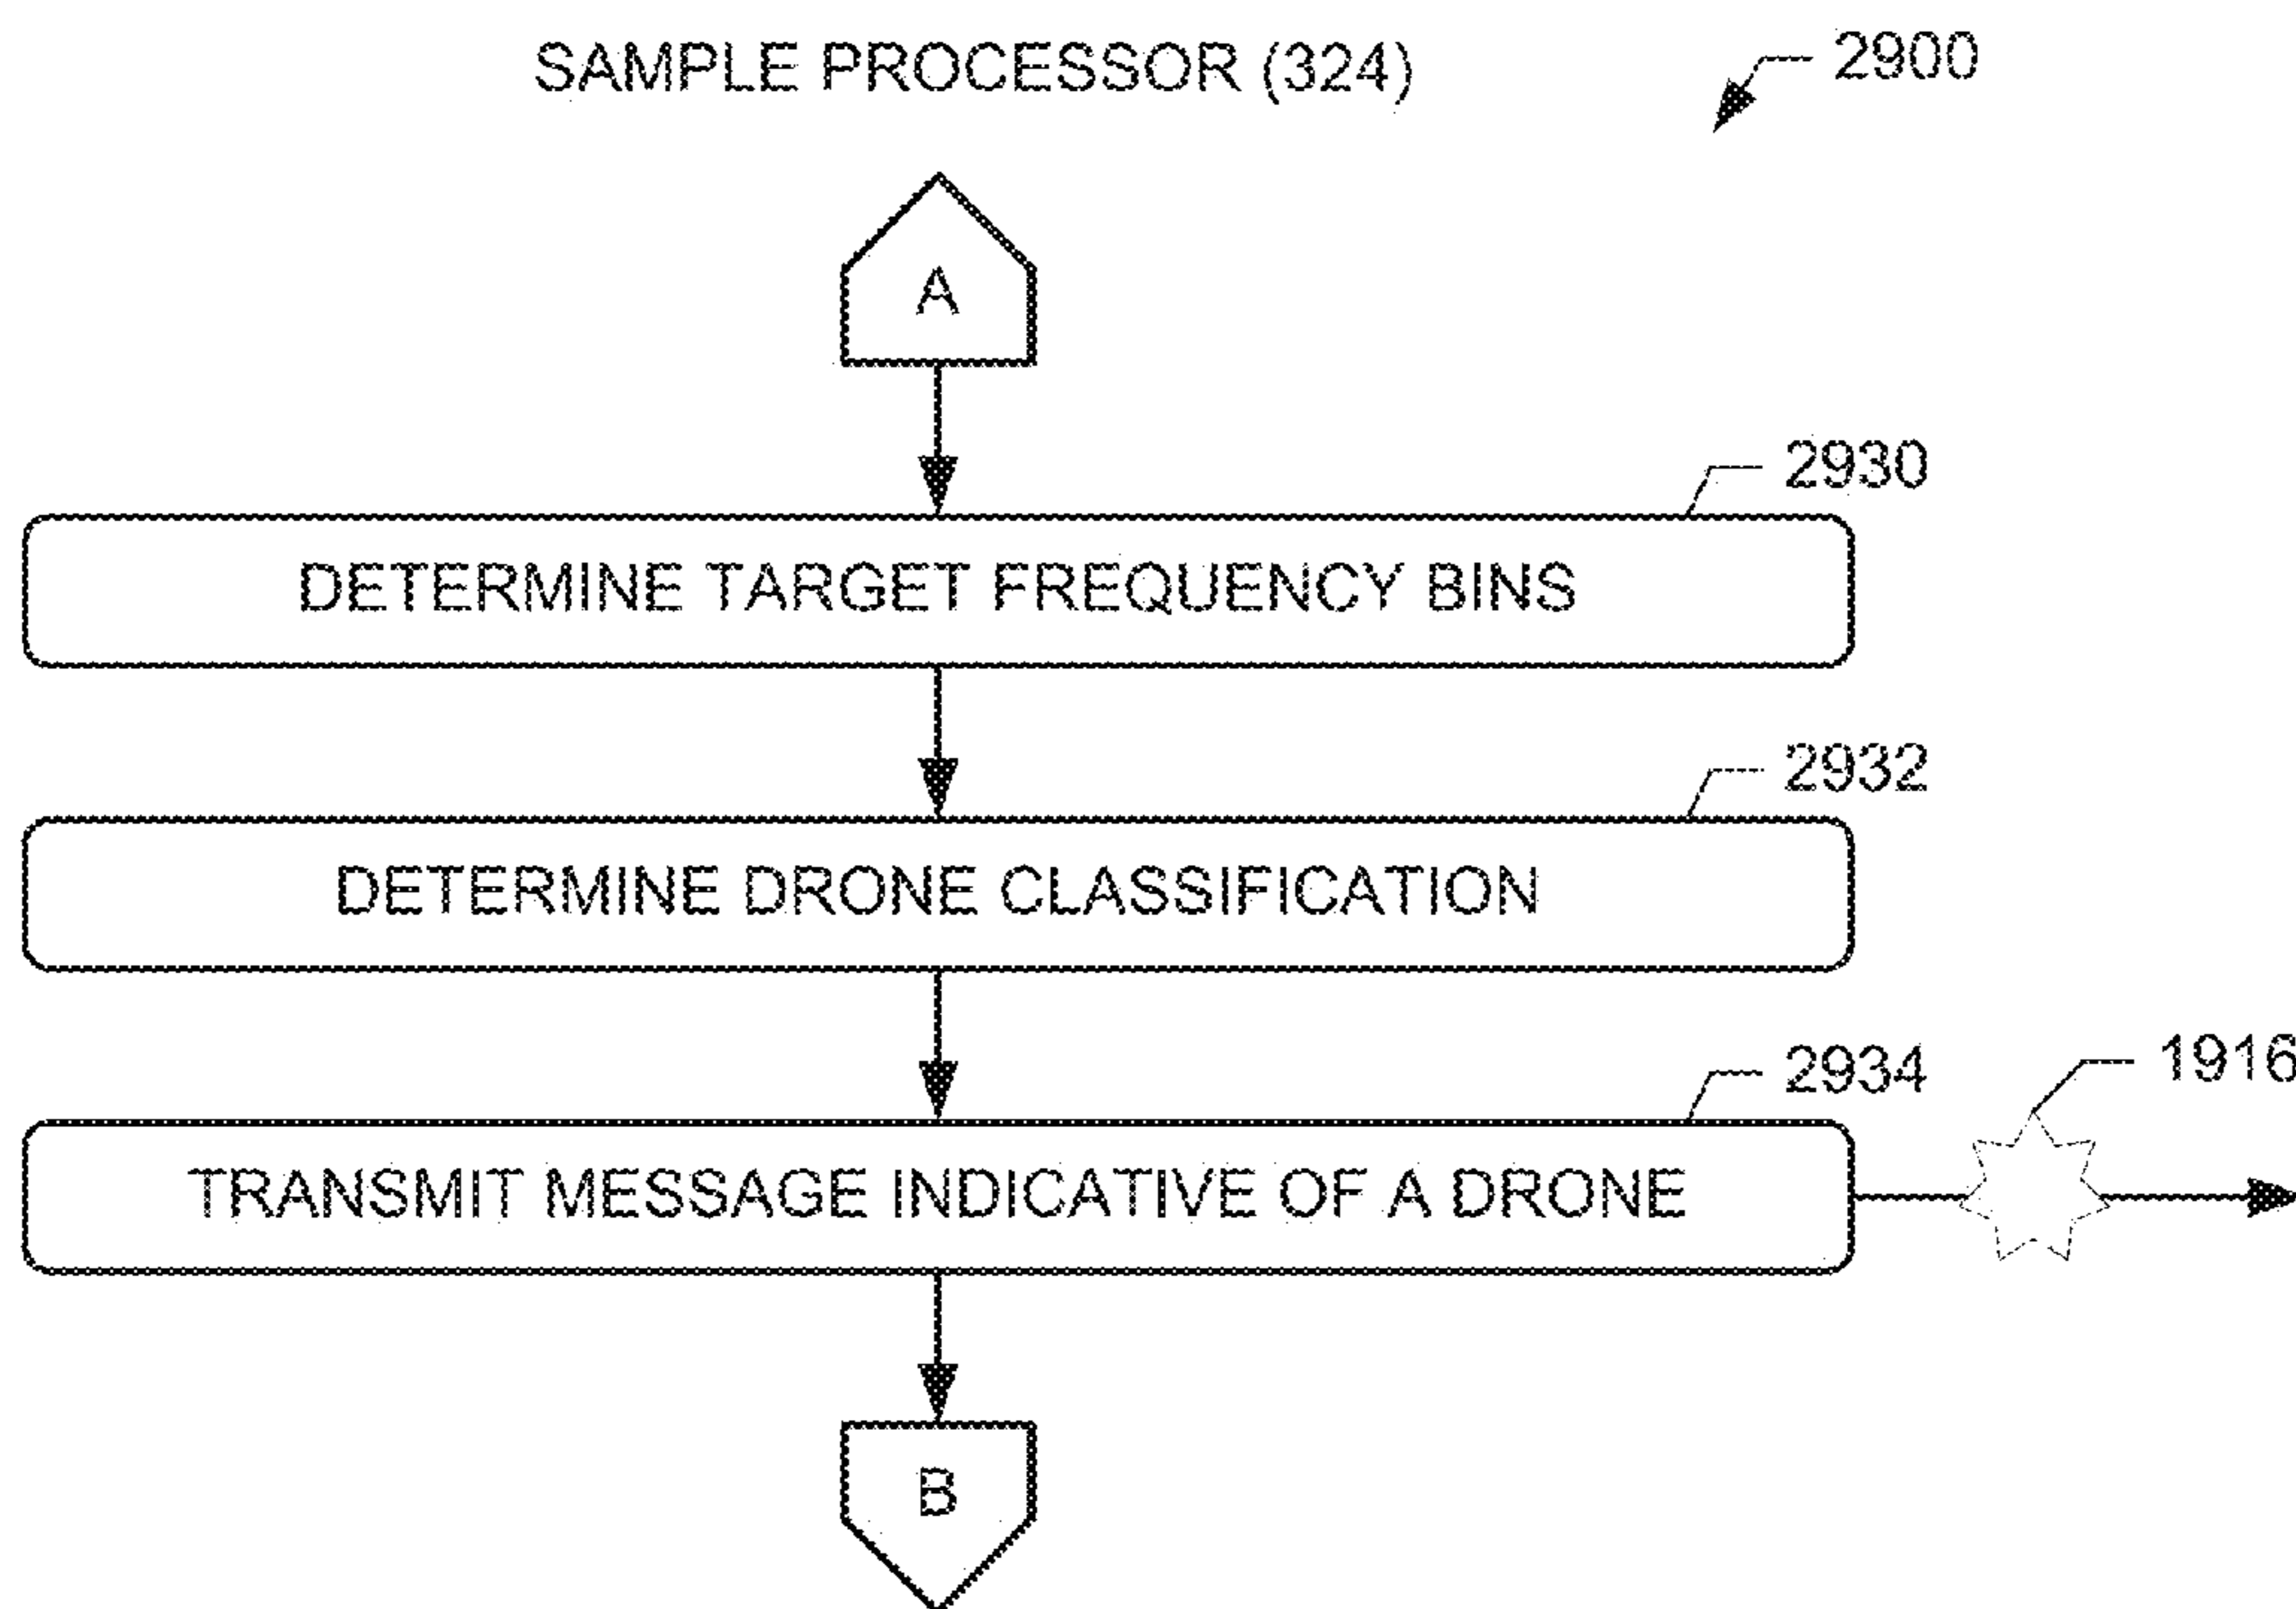 SAMPLE PROCESSOR (324)
2900
A
2930
DETERMINE TARGET FREQUENCY BINS
2932
DETERMINE DRONE CLASSIFICATION
2934
1916
TRANSMIT MESSAGE INDICATIVE OF A DRONE
B